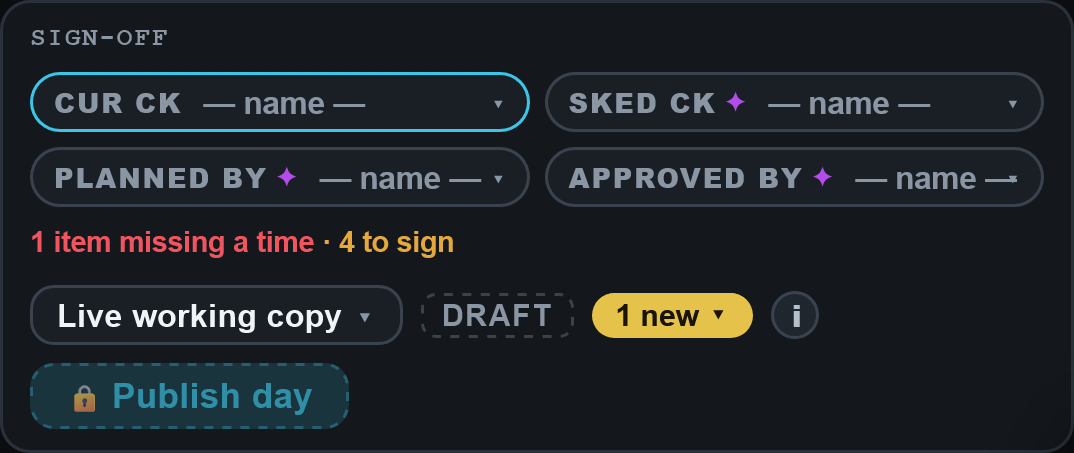 SIGN-OFF
CUR CK — name — ▾ SKED CK ✦ — name — ▾
PLANNED BY ✦ — name — ▾ APPROVED BY ✦ — name — ▾
1 item missing a time · 4 to sign
Live working copy ▾ DRAFT 1 new ▾ i
🔒 Publish day